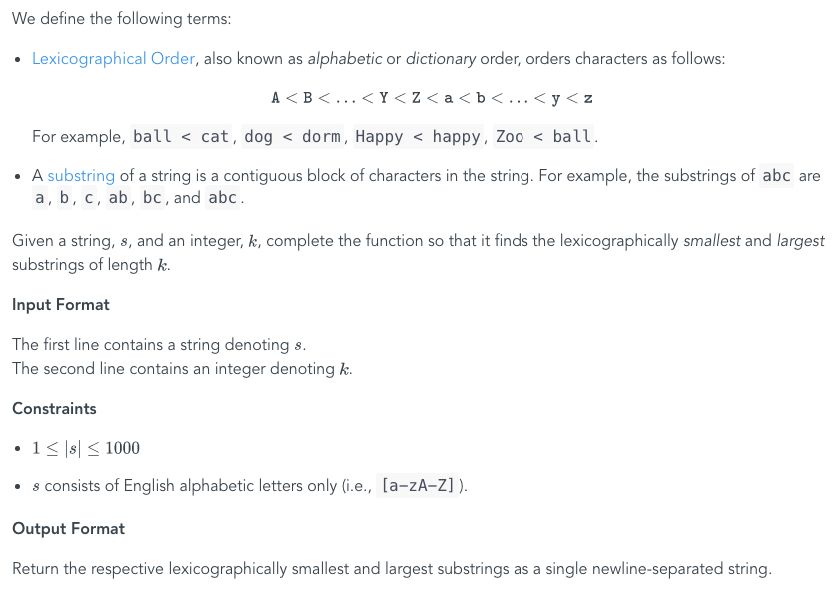 We define the following terms:
• Lexicographical Order, also known as alphabetic or dictionary order, orders characters as follows:
A < B < ... < Y < Z < a < b < ... < y < z
For example, ball < cat, dog < dorm, Happy < happy, Zoo < ball.
• A substring of a string is a contiguous block of characters in the string. For example, the substrings of abc are
a, b, c, ab, bc, and abc.
Given a string, s, and an integer, k, complete the function so that it finds the lexicographically smallest and largest
substrings of length k.
Input Format
The first line contains a string denoting s.
The second line contains an integer denoting k.
Constraints
• 1 ≤ |s| ≤ 1000
• s consists of English alphabetic letters only (i.e., [a-zA-Z]).
Output Format
Return the respective lexicographically smallest and largest substrings as a single newline-separated string.